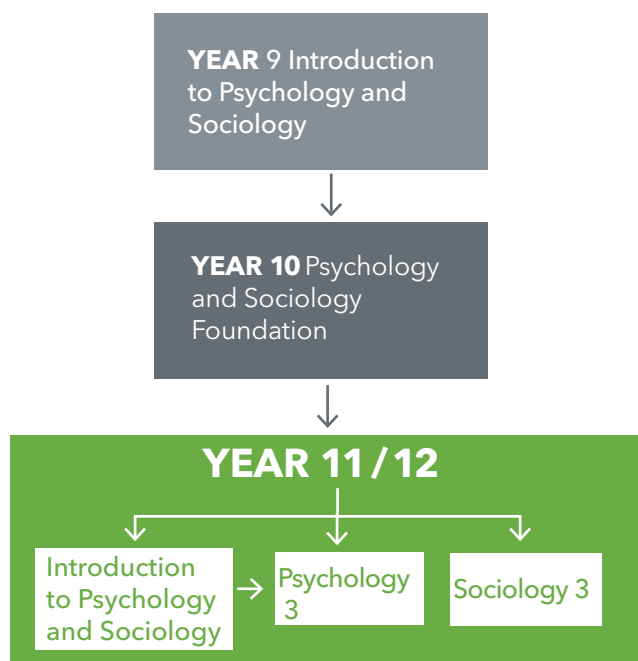 YEAR 9 Introduction
to Psychology and
Sociology
YEAR 10 Psychology
and Sociology
Foundation
YEAR 11/12
Introduction
to Psychology
and Sociology
Psychology
3
Sociology 3